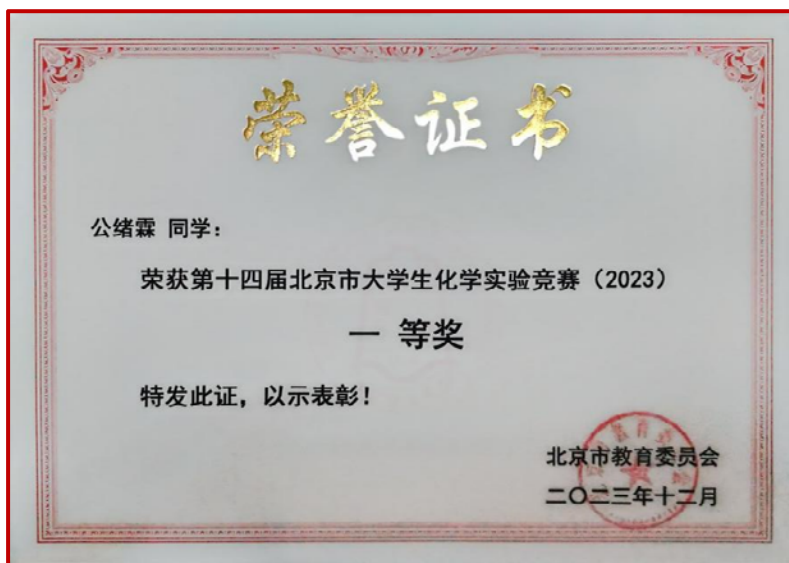 荣誉证书
公绪霖 同学：
荣获第十四届北京市大学生化学实验竞赛（2023）
一 等奖
特发此证，以示表彰！
北京市教育委员会
二〇二三年十二月